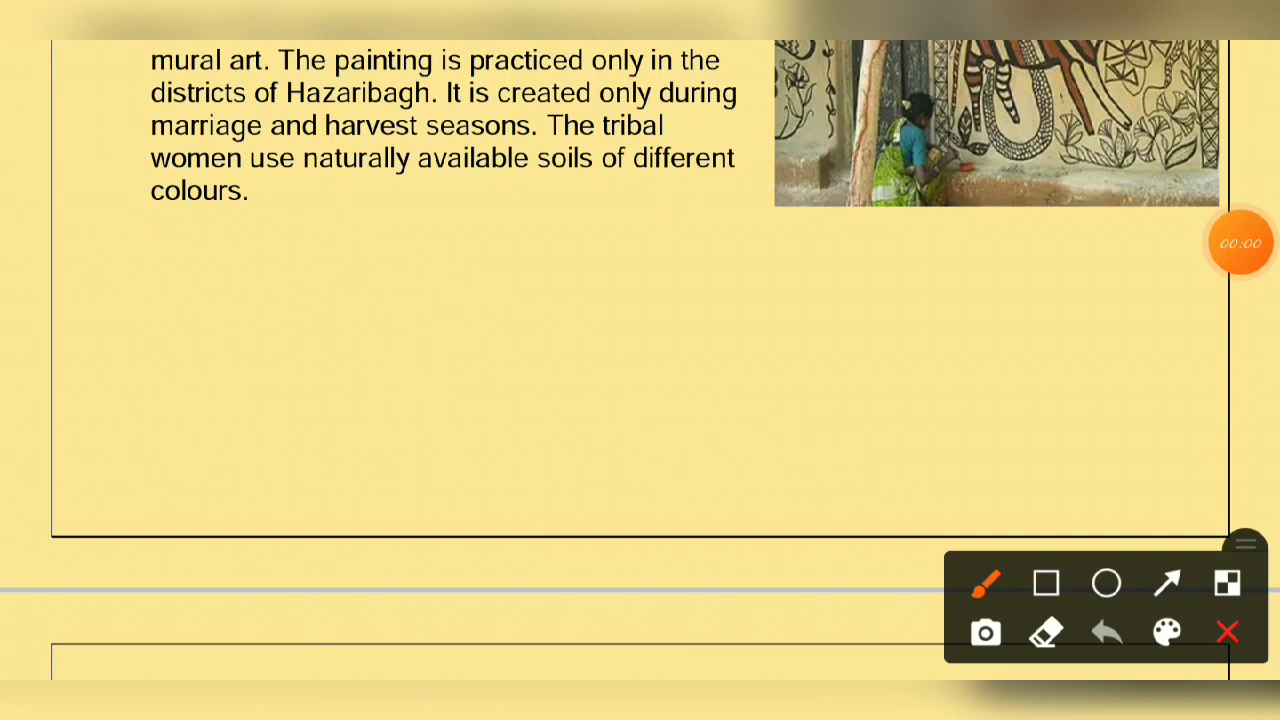 mural art. The painting is practiced only in the
districts of Hazaribagh. It is created only during
marriage and harvest seasons. The tribal
women use naturally available soils of different
colours.
00:00